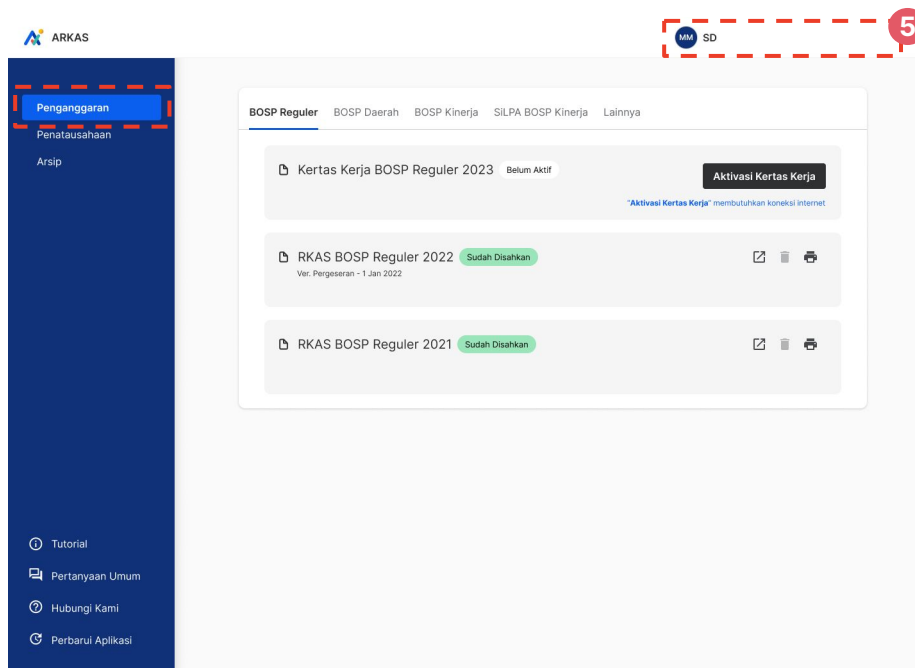 ARKAS
MM SD
5
Penganggaran
Penatausahaan
Arsip
BOSP Reguler BOSP Daerah BOSP Kinerja SiLPA BOSP Kinerja Lainnya
Kertas Kerja BOSP Reguler 2023 Belum Aktif
Aktivasi Kertas Kerja
"Aktivasi Kertas Kerja" membutuhkan koneksi internet
RKAS BOSP Reguler 2022 Sudah Disahkan
Ver. Pergeseran - 1 Jan 2022
RKAS BOSP Reguler 2021 Sudah Disahkan
Tutorial
Pertanyaan Umum
Hubungi Kami
Perbarui Aplikasi